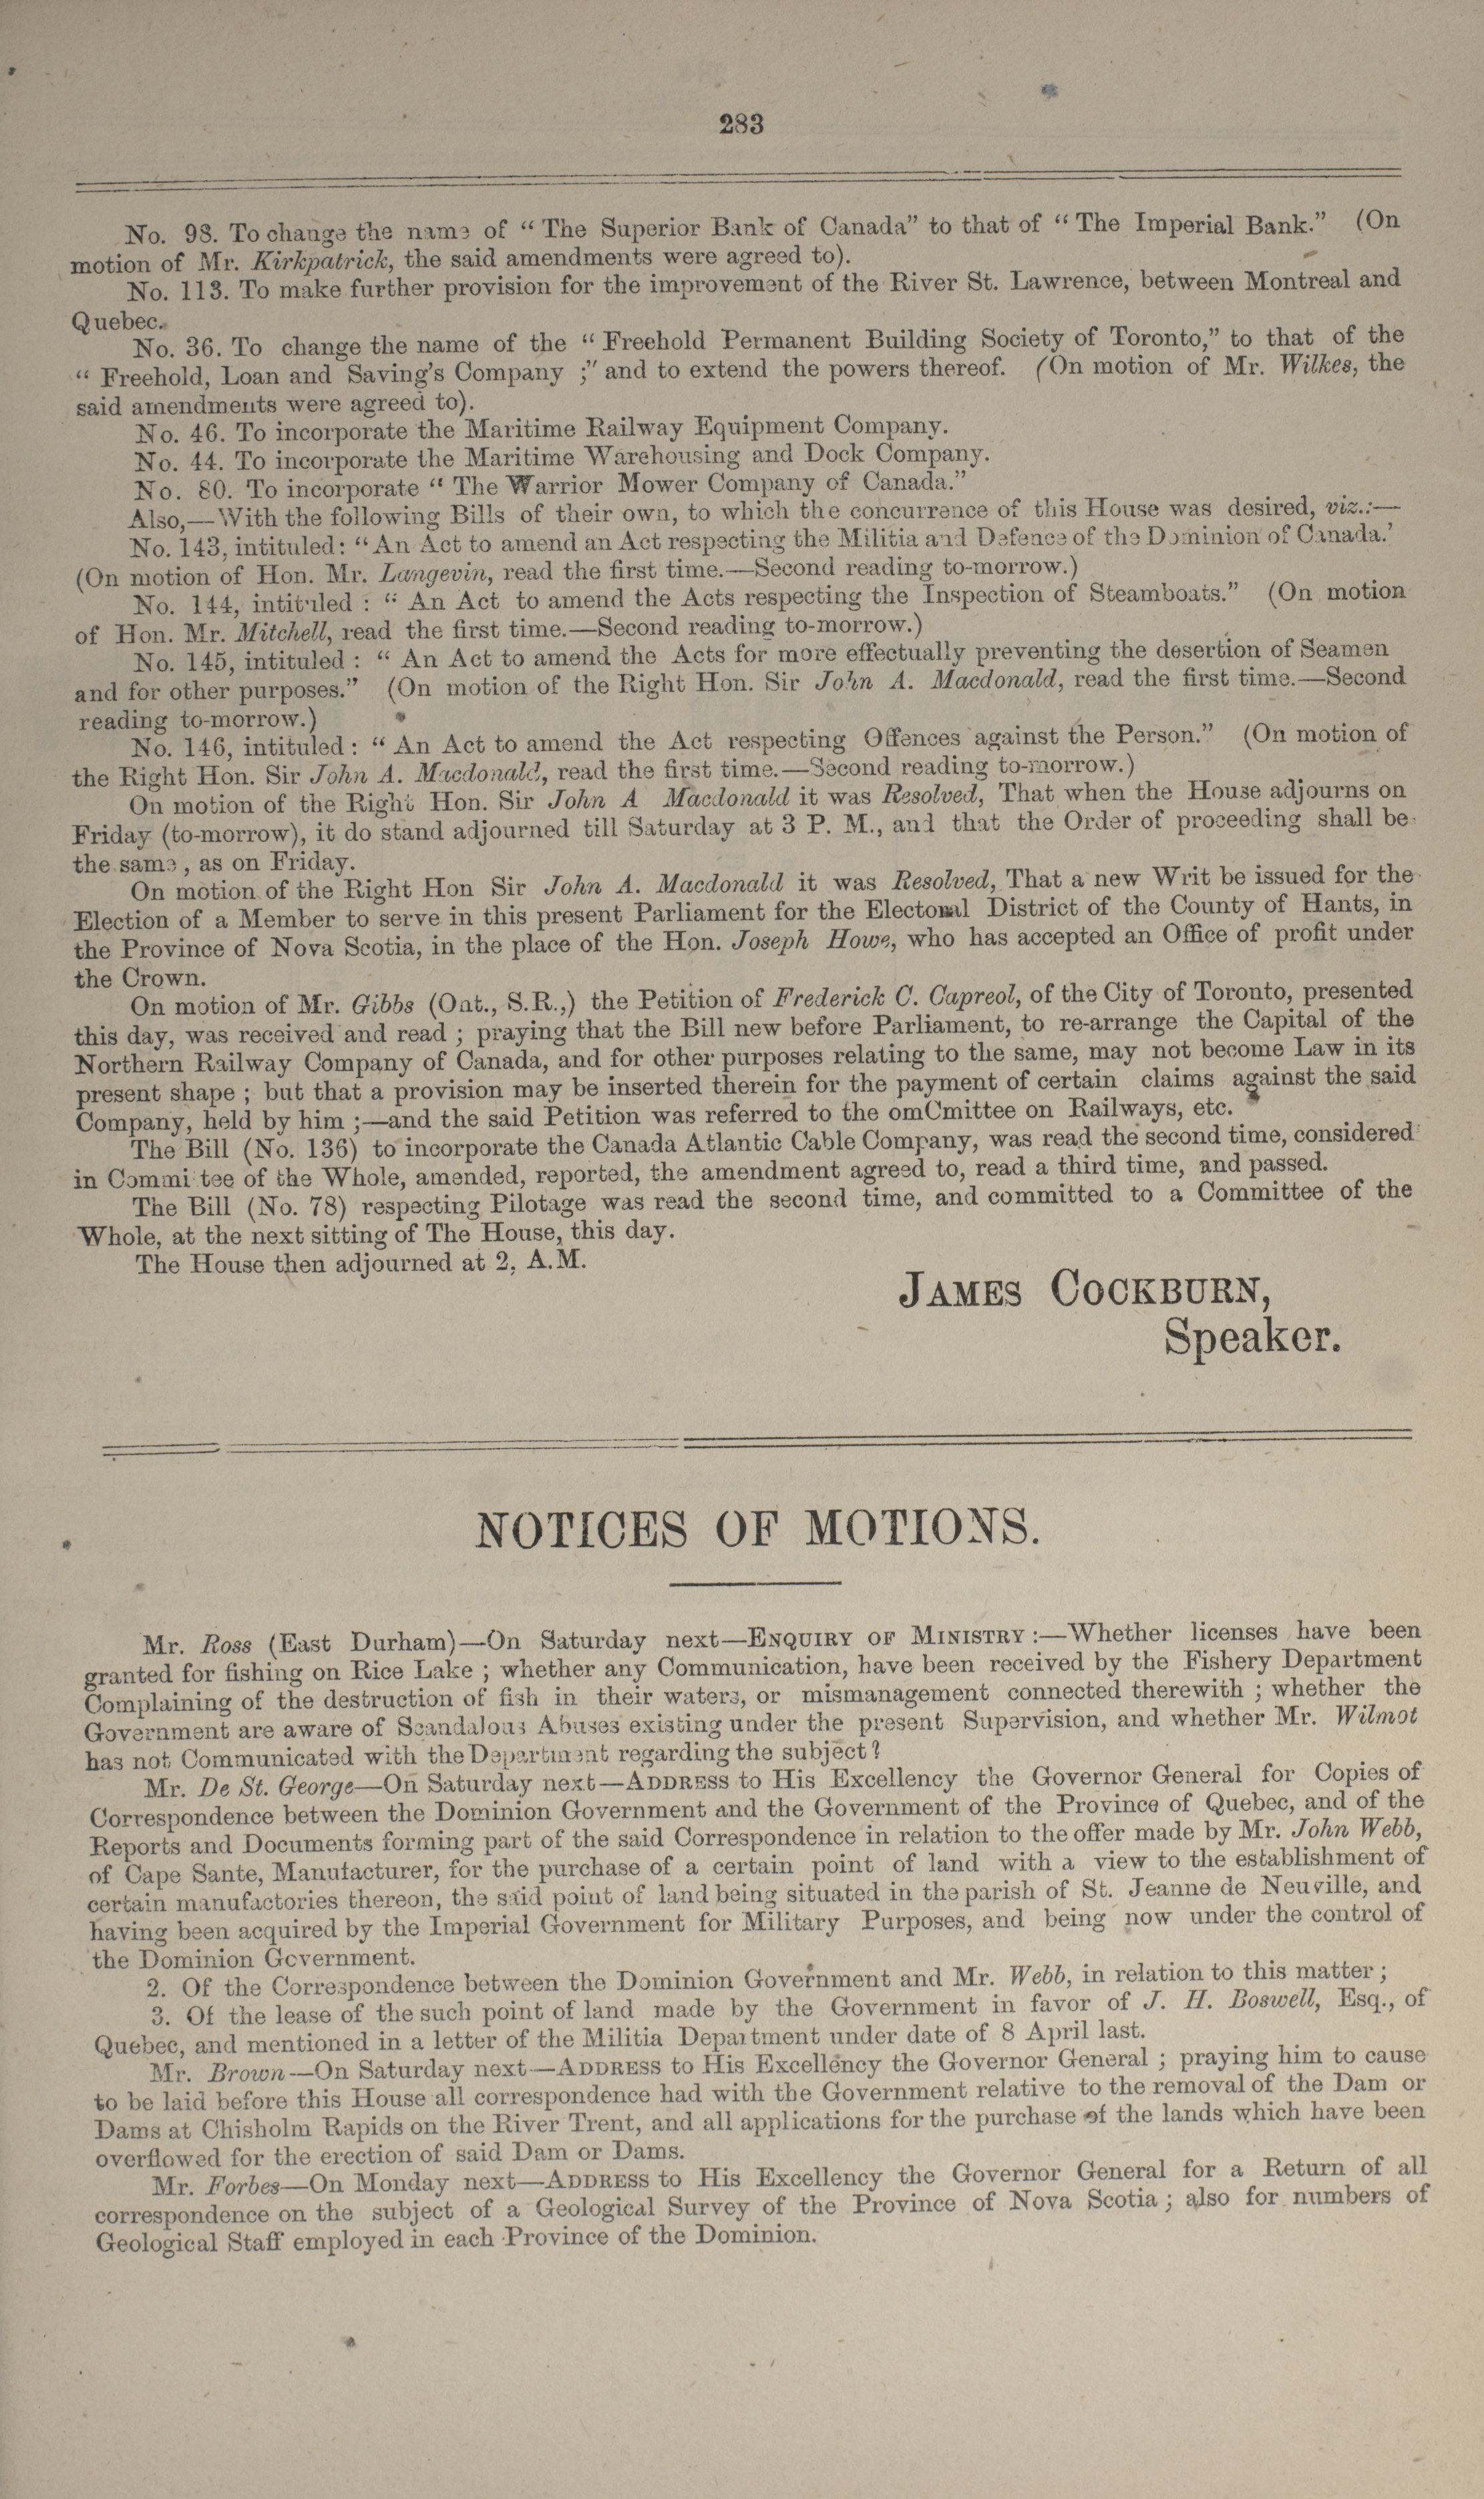 283
No. 98. To change the name of “ The Superior Bank of Canada” to that of “ The Imperial Bank.” (On
motion of Mr. Kirkpatrick, the said amendments were agreed to).
No. 113. To make further provision for the improvement of the River St. Lawrence, between Montreal and
Quebec.
No. 36. To change the name of the “ Freehold Permanent Building Society of Toronto,” to that of the
“ Freehold, Loan and Saving's Company ;” and to extend the powers thereof. (On motion of Mr. Wilkes, the
said amendments were agreed to).
No. 46. To incorporate the Maritime Railway Equipment Company.
No. 44. To incorporate the Maritime Warehousing and Dock Company.
No. 80. To incorporate “ The Warrior Mower Company of Canada.”
Also,—With the following Bills of their own, to which the concurrence of this House was desired, viz.:—
No. 143, intituled: “ An Act to amend an Act respecting the Militia and Defence of the Dominion of Canada.’
(On motion of Hon. Mr. Langevin, read the first time.—Second reading to-morrow.)
No. 144, intituled : “ An Act to amend the Acts respecting the Inspection of Steamboats.” (On motion
of Hon. Mr. Mitchell, read the first time.—Second reading to-morrow.)
No. 145, intituled : “ An Act to amend the Acts for more effectually preventing the desertion of Seamen
and for other purposes.” (On motion of the Right Hon. Sir John A. Macdonald, read the first time.—Second
reading to-morrow.)
No. 146, intituled : “ An Act to amend the Act respecting Offences against the Person.” (On motion of
the Right Hon. Sir John A. Macdonald, read the first time.—Second reading to-morrow.)
On motion of the Right Hon. Sir John A Macdonald it was Resolved, That when the House adjourns on
Friday (to-morrow), it do stand adjourned till Saturday at 3 P. M., and that the Order of proceeding shall be
the same, as on Friday.
On motion of the Right Hon Sir John A. Macdonald it was Resolved, That a new Writ be issued for the
Election of a Member to serve in this present Parliament for the Electoral District of the County of Hants, in
the Province of Nova Scotia, in the place of the Hon. Joseph Howe, who has accepted an Office of profit under
the Crown.
On motion of Mr. Gibbs (Ont., S.R.,) the Petition of Frederick C. Capreol, of the City of Toronto, presented
this day, was received and read ; praying that the Bill new before Parliament, to re-arrange the Capital of the
Northern Railway Company of Canada, and for other purposes relating to the same, may not become Law in its
present shape ; but that a provision may be inserted therein for the payment of certain claims against the said
Company, held by him ;—and the said Petition was referred to the omCmittee on Railways, etc.
The Bill (No. 136) to incorporate the Canada Atlantic Cable Company, was read the second time, considered
in Commi tee of the Whole, amended, reported, the amendment agreed to, read a third time, and passed.
The Bill (No. 78) respecting Pilotage was read the second time, and committed to a Committee of the
Whole, at the next sitting of The House, this day.
The House then adjourned at 2, A.M.
JAMES COCKBURN,
Speaker.
NOTICES OF MOTIONS.
Mr. Ross (East Durham)—On Saturday next—ENQUIRY OF MINISTRY :—Whether licenses have been
granted for fishing on Rice Lake ; whether any Communication, have been received by the Fishery Department
Complaining of the destruction of fish in their waters, or mismanagement connected therewith ; whether the
Government are aware of Scandalous Abuses existing under the present Supervision, and whether Mr. Wilmot
has not Communicated with the Department regarding the subject?
Mr. De St. George—On Saturday next—ADDRESS to His Excellency the Governor General for Copies of
Correspondence between the Dominion Government and the Government of the Province of Quebec, and of the
Reports and Documents forming part of the said Correspondence in relation to the offer made by Mr. John Webb,
of Cape Sante, Manufacturer, for the purchase of a certain point of land with a view to the establishment of
certain manufactories thereon, the said point of land being situated in the parish of St. Jeanne de Neuville, and
having been acquired by the Imperial Government for Military Purposes, and being now under the control of
the Dominion Government.
2. Of the Correspondence between the Dominion Government and Mr. Webb, in relation to this matter ;
3. Of the lease of the such point of land made by the Government in favor of J. H. Boswell, Esq., of
Quebec, and mentioned in a letter of the Militia Department under date of 8 April last.
Mr. Brown—On Saturday next—ADDRESS to His Excellency the Governor General ; praying him to cause
to be laid before this House all correspondence had with the Government relative to the removal of the Dam or
Dams at Chisholm Rapids on the River Trent, and all applications for the purchase of the lands which have been
overflowed for the erection of said Dam or Dams.
Mr. Forbes—On Monday next—ADDRESS to His Excellency the Governor General for a Return of all
correspondence on the subject of a Geological Survey of the Province of Nova Scotia ; also for numbers of
Geological Staff employed in each Province of the Dominion.